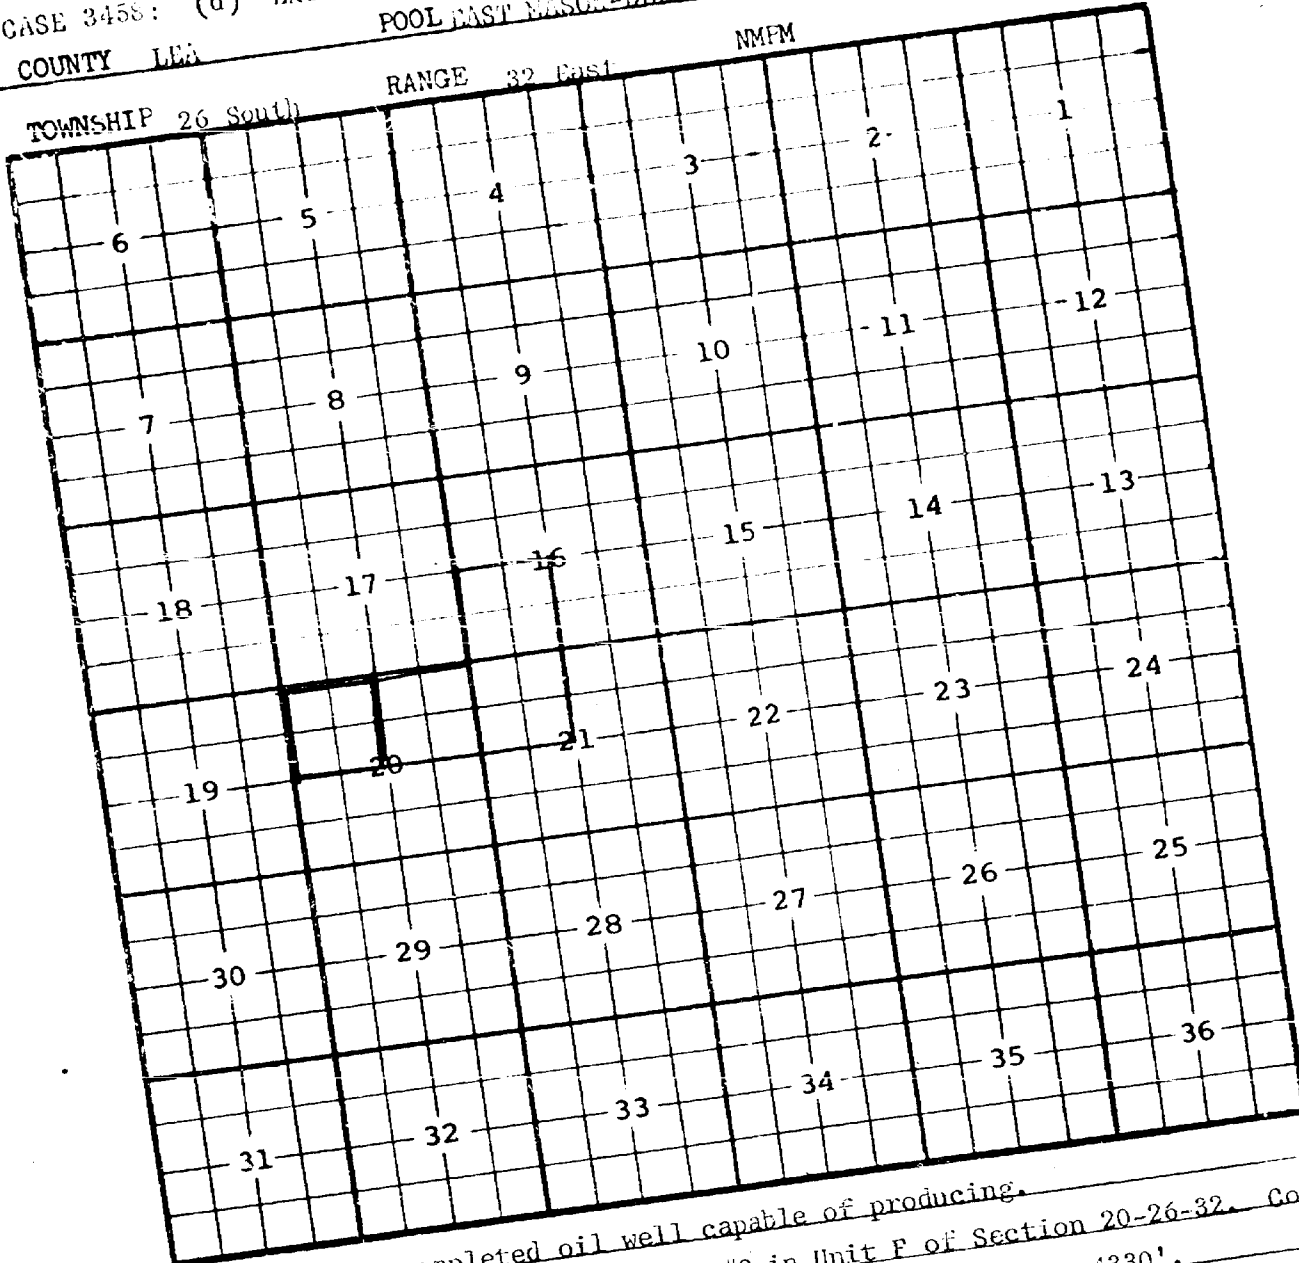 CASE 3458: (d)
COUNTY LEA POOL EAST
TOWNSHIP 26 South RANGE 32 East NMPM
6 5 4 3 2 1
7 8 9 10 11 12
18 17 16 15 14 13
19 20 21 22 23 24
30 29 28 27 26 25
31 32 33 34 35 36
oil well capable of producing.
in Unit F of Section 20-26-32. Co
4330'.